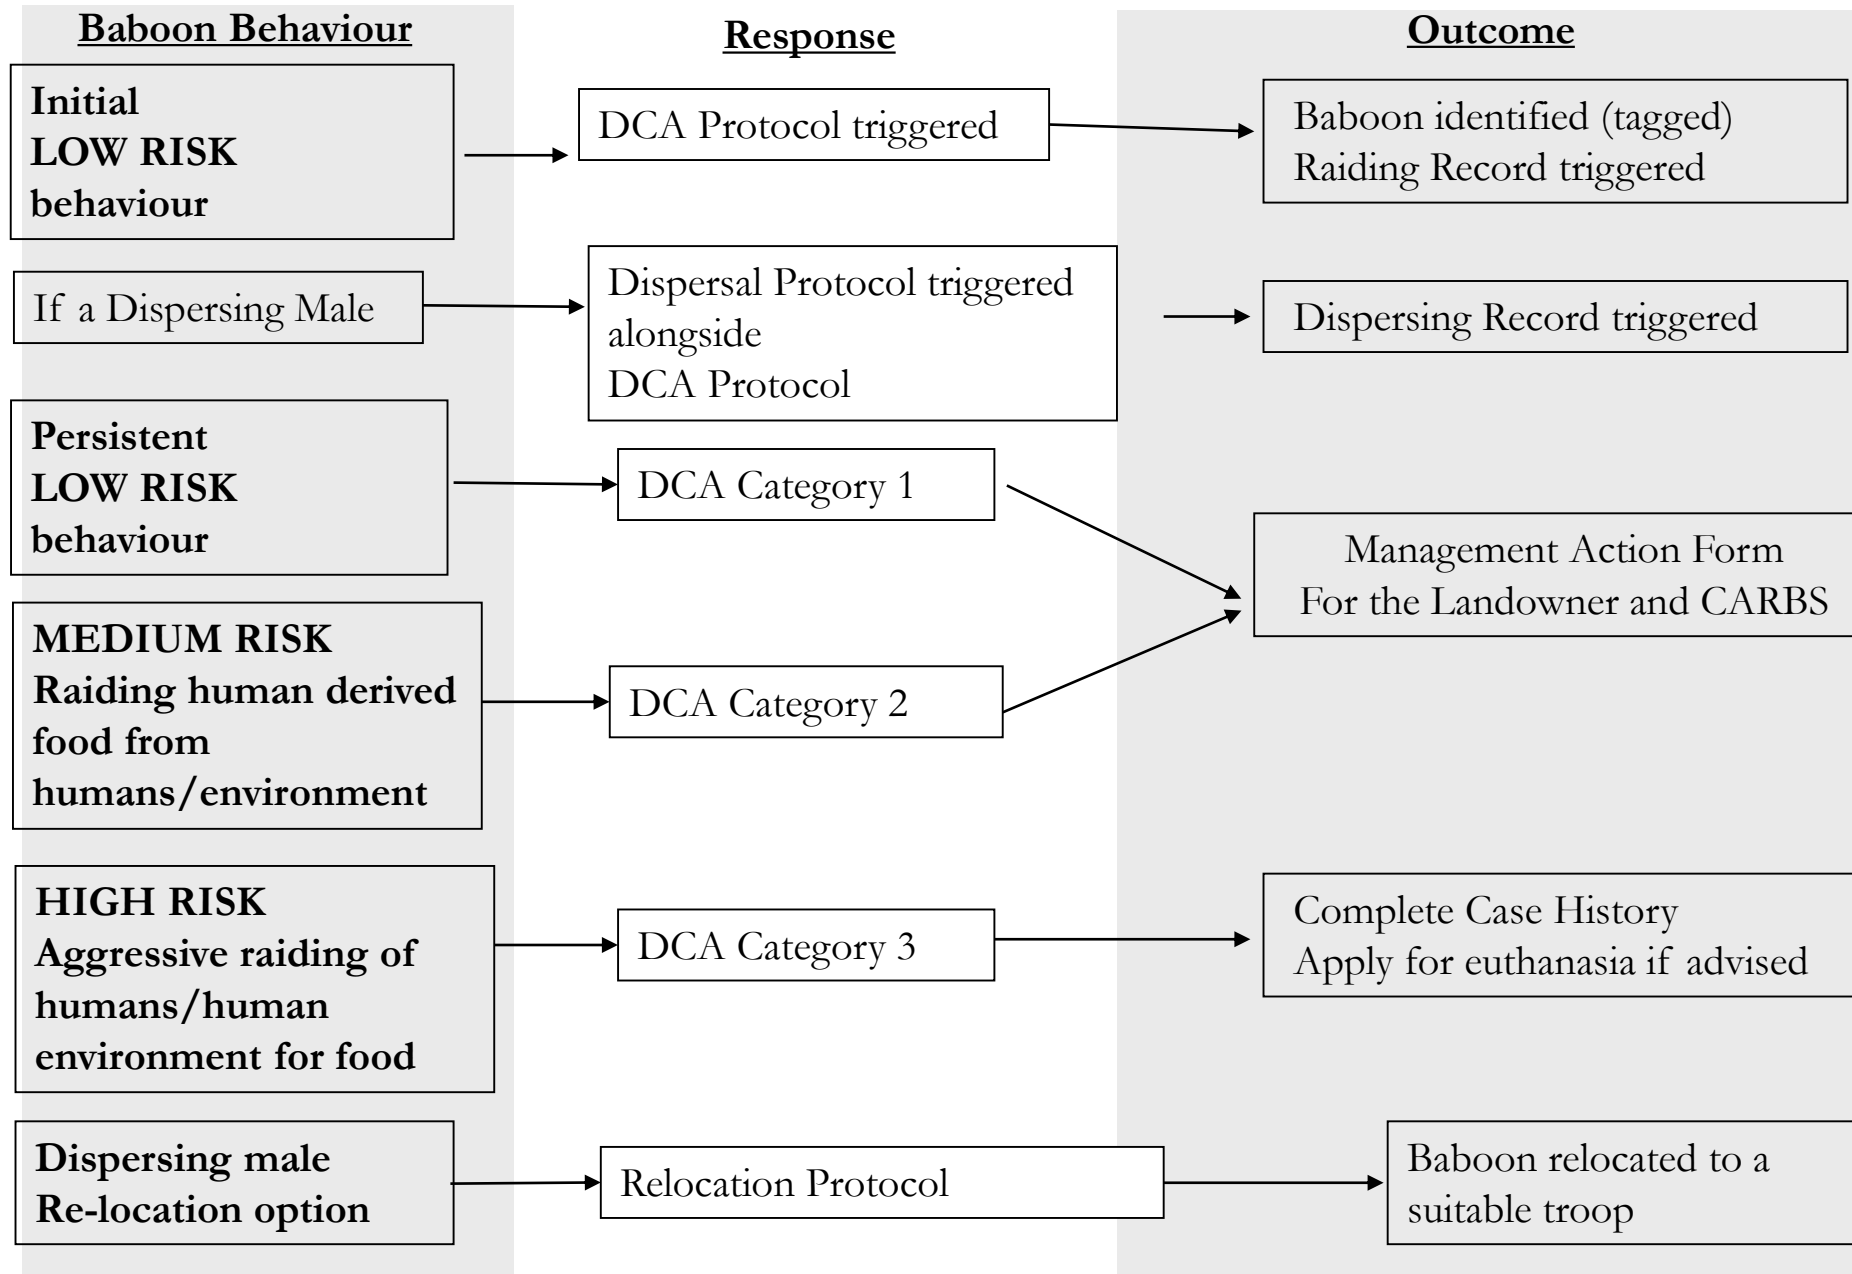 Baboon Behaviour
Response
Outcome
Initial
LOW RISK
behaviour
DCA Protocol triggered
Baboon identified (tagged)
Raiding Record triggered
If a Dispersing Male
Dispersal Protocol triggered
alongside
DCA Protocol
Dispersing Record triggered
Persistent
LOW RISK
behaviour
DCA Category 1
Management Action Form
For the Landowner and CARBS
MEDIUM RISK
Raiding human derived
food from
humans/environment
DCA Category 2
HIGH RISK
Aggressive raiding of
humans/human
environment for food
DCA Category 3
Complete Case History
Apply for euthanasia if advised
Dispersing male
Re-location option
Relocation Protocol
Baboon relocated to a
suitable troop